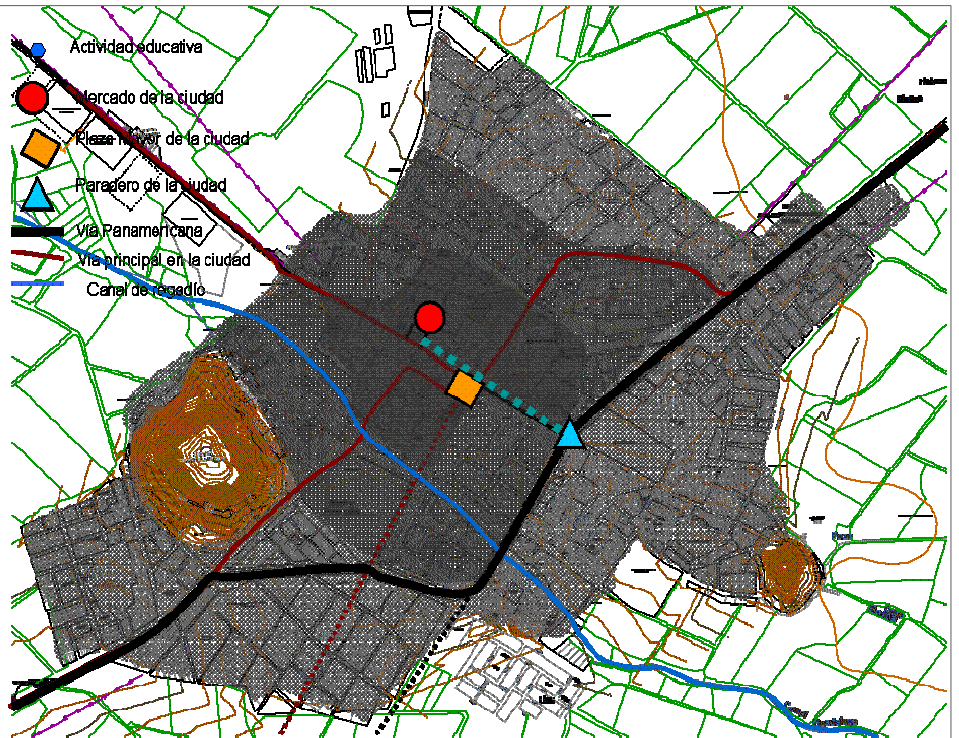 Actividad educativa
Mercado de la ciudad
Plaza Mayor de la ciudad
Paradero de la ciudad
Vía Panamericana
Vía principal en la ciudad
Canal de regadío